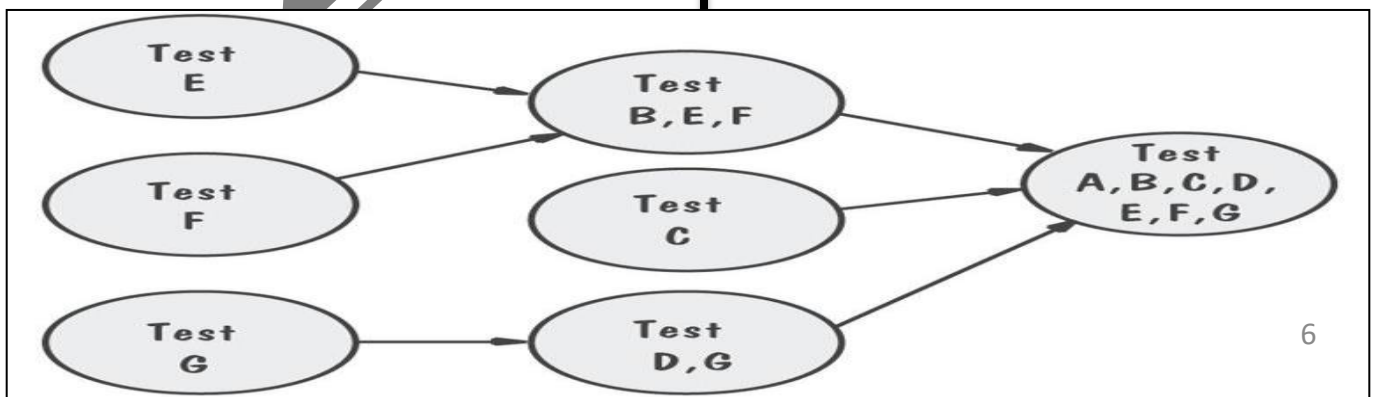 Test
E
Test
F
Test
G
Test
B,E,F
Test
C
Test
D,G
Test
A,B,C,D,
E,F,G
6